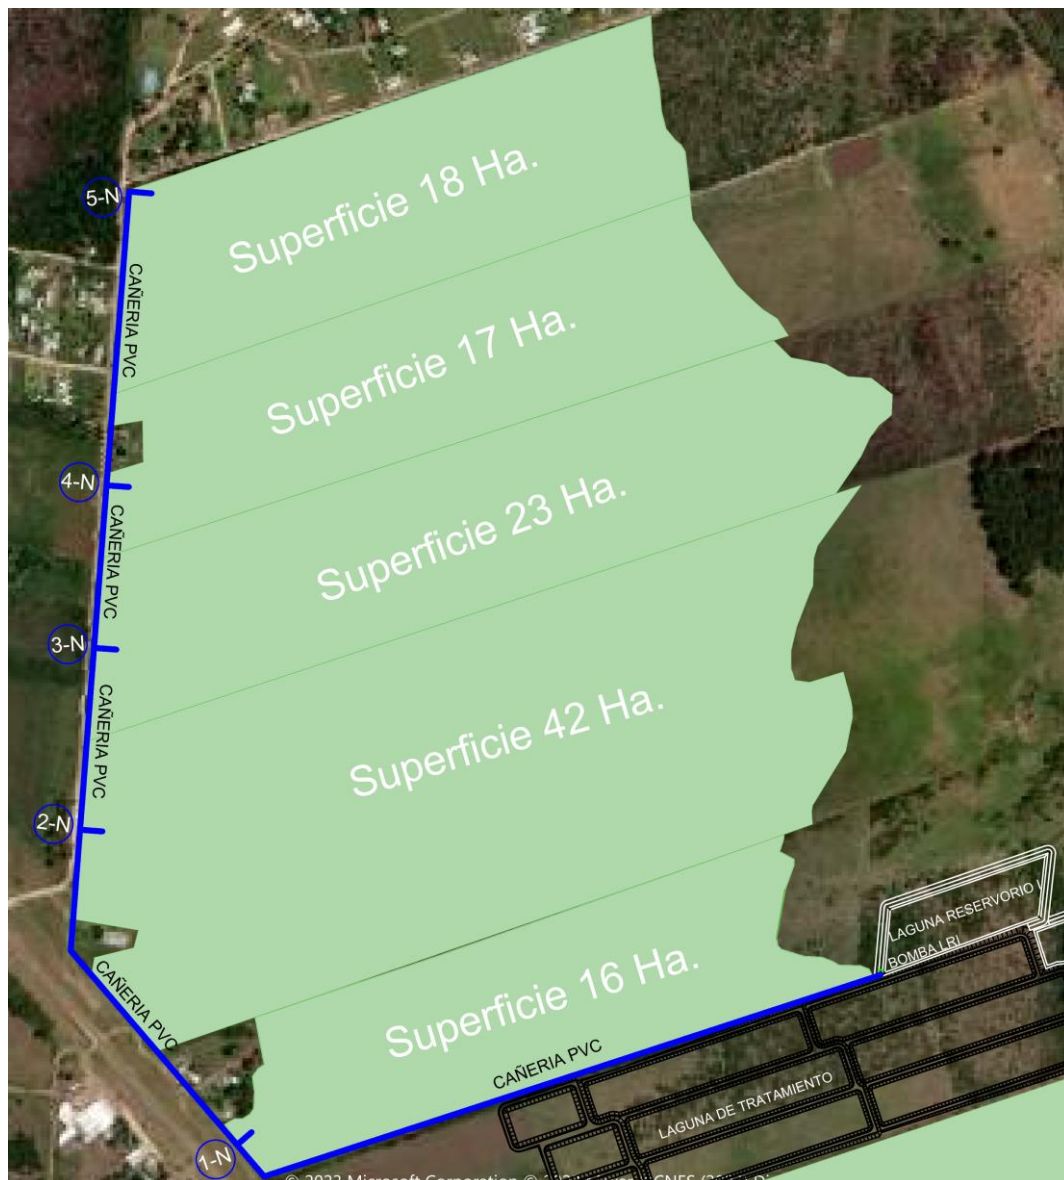 5-N
Superficie 18 Ha.
CAÑERIA PVC
Superficie 17 Ha.
4-N
CAÑERIA PVC
Superficie 23 Ha.
3-N
CAÑERIA PVC
Superficie 42 Ha.
2-N
LAGUNA RESERVORIO
BOMBA LRI
CAÑERIA PVC
Superficie 16 Ha.
CAÑERIA PVC
LAGUNA DE TRATAMIENTO
1-N
© 2023 Microsoft Corporation ©
CNES